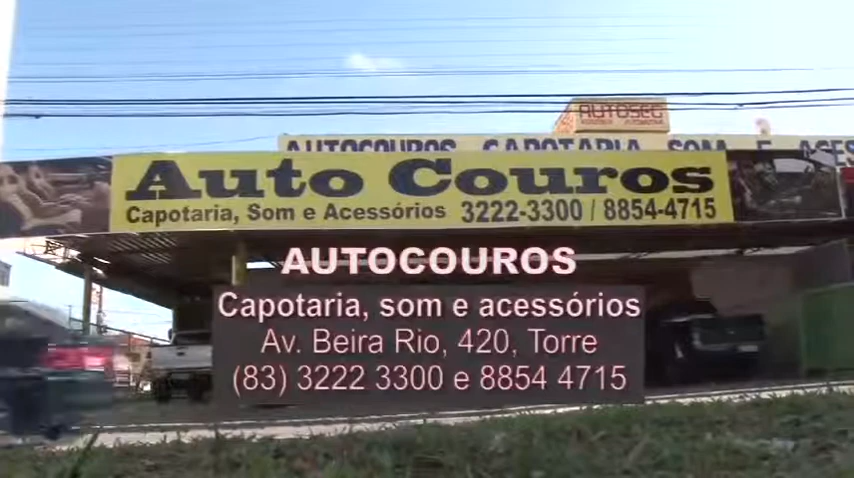 AUTOSEG
AUTOCOUROS CAPOTARIA SOM E ACES
Auto Couros
Capotaria, Som e Acessórios 3222-3300 / 8854-4715
AUTOCOUROS
Capotaria, som e acessórios
Av. Beira Rio, 420, Torre
(83) 3222 3300 e 8854 4715